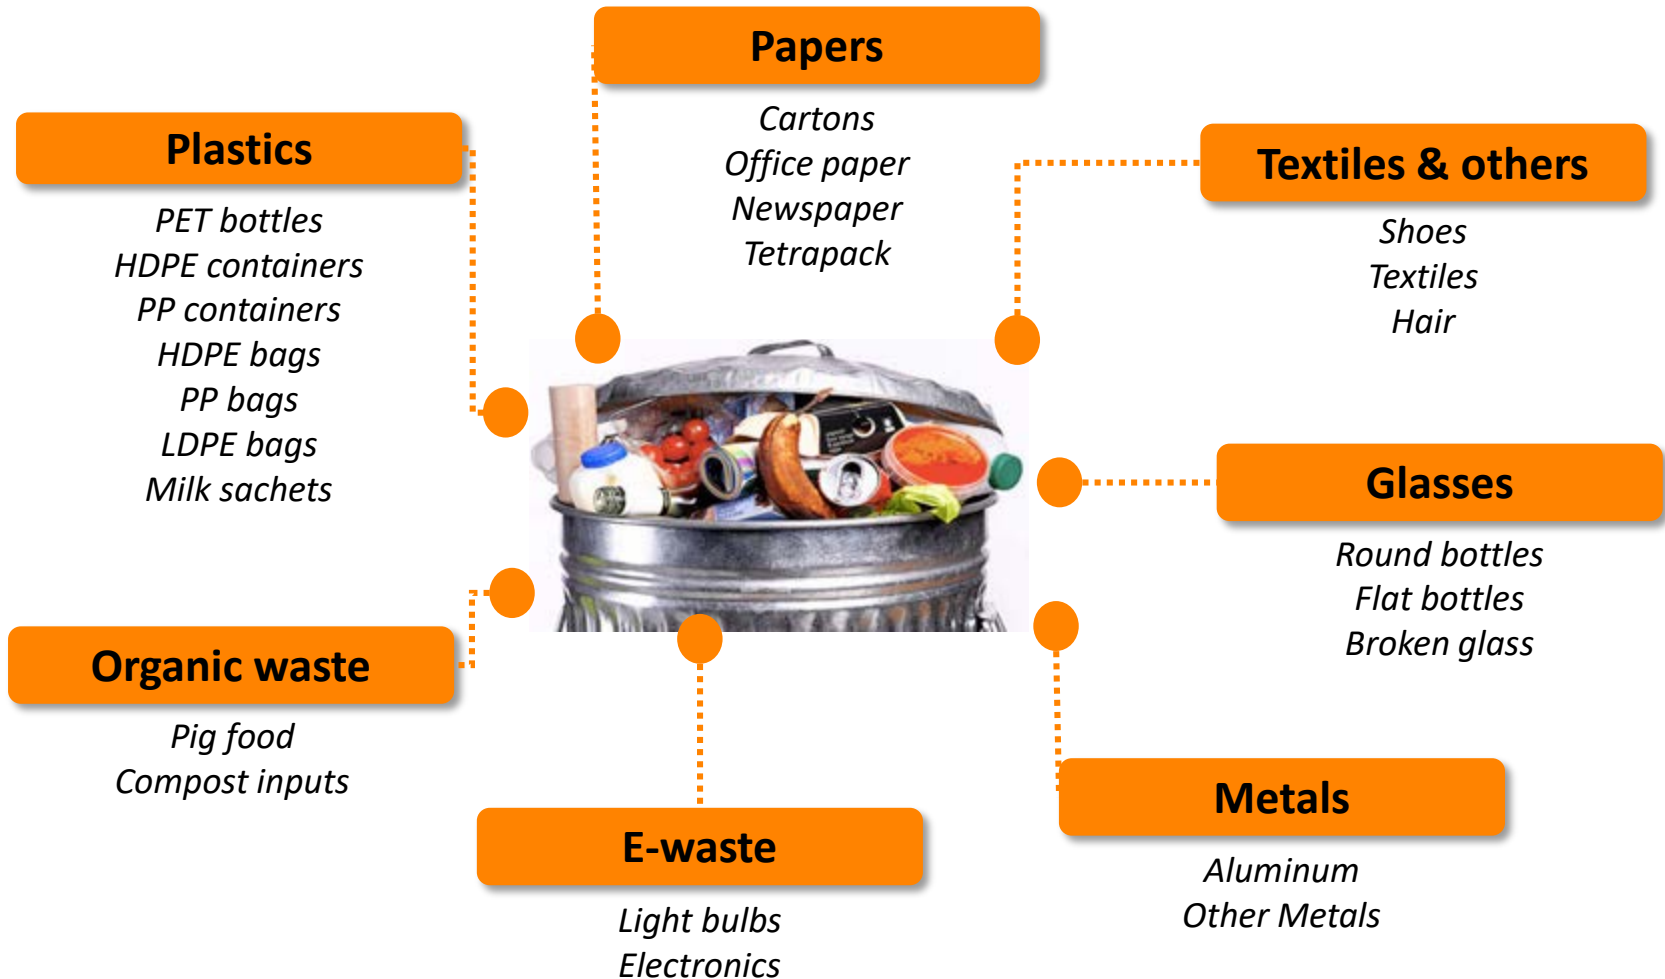 Papers
Cartons
Office paper
Newspaper
Tetrapack
Plastics
PET bottles
HDPE containers
PP containers
HDPE bags
PP bags
LDPE bags
Milk sachets
Textiles & others
Shoes
Textiles
Hair
Glasses
Round bottles
Flat bottles
Broken glass
Organic waste
Pig food
Compost inputs
E-waste
Light bulbs
Electronics
Metals
Aluminum
Other Metals